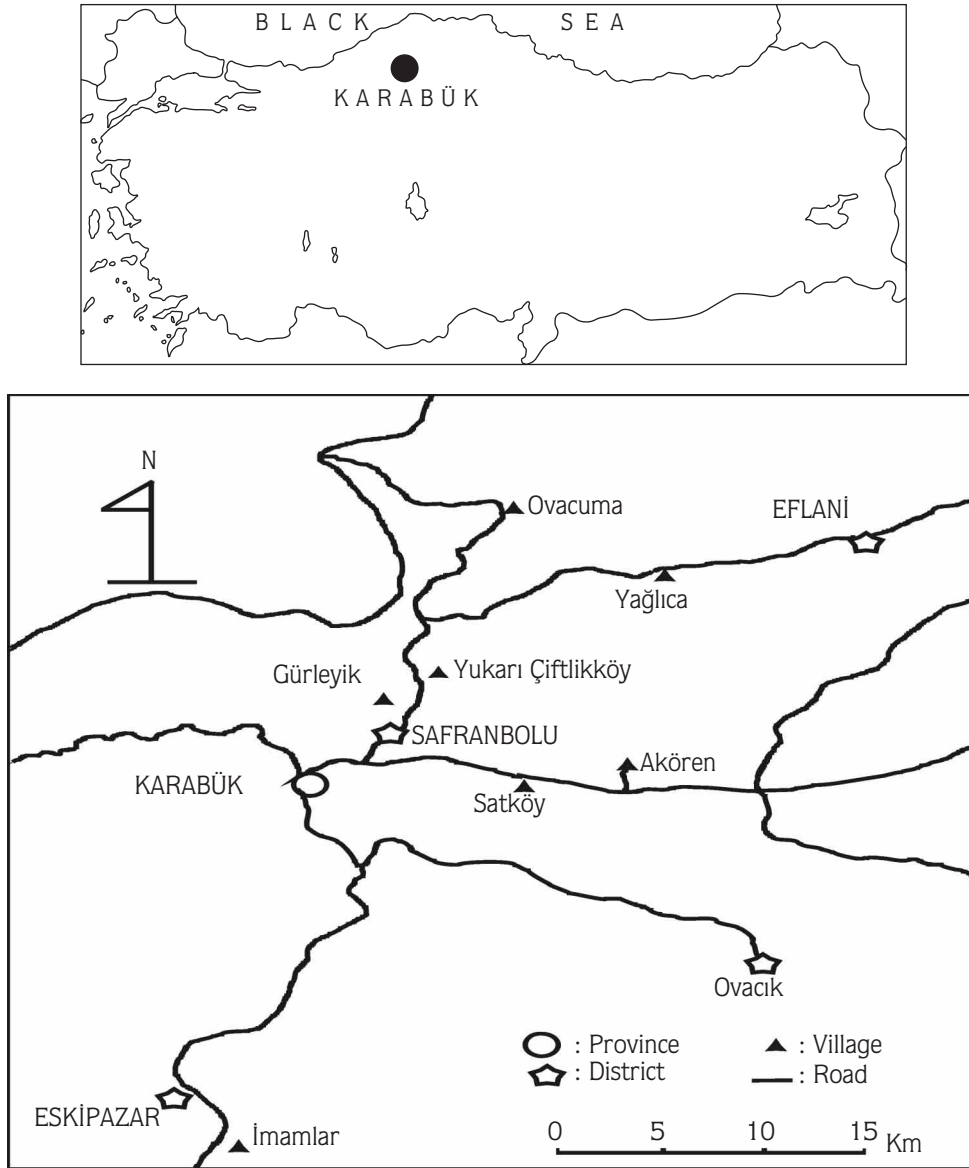 BLACK SEA
KARABÜK
N
Ovacuma
EFLANİ
Yağlıca
Gürleyik
Yukarı Çiftlikköy
SAFRANBOLU
KARABÜK
Akören
Satköy
Ovacık
: Province
: Village
: District
: Road
ESKİPAZAR
İmamlar
0 5 10 15
Km